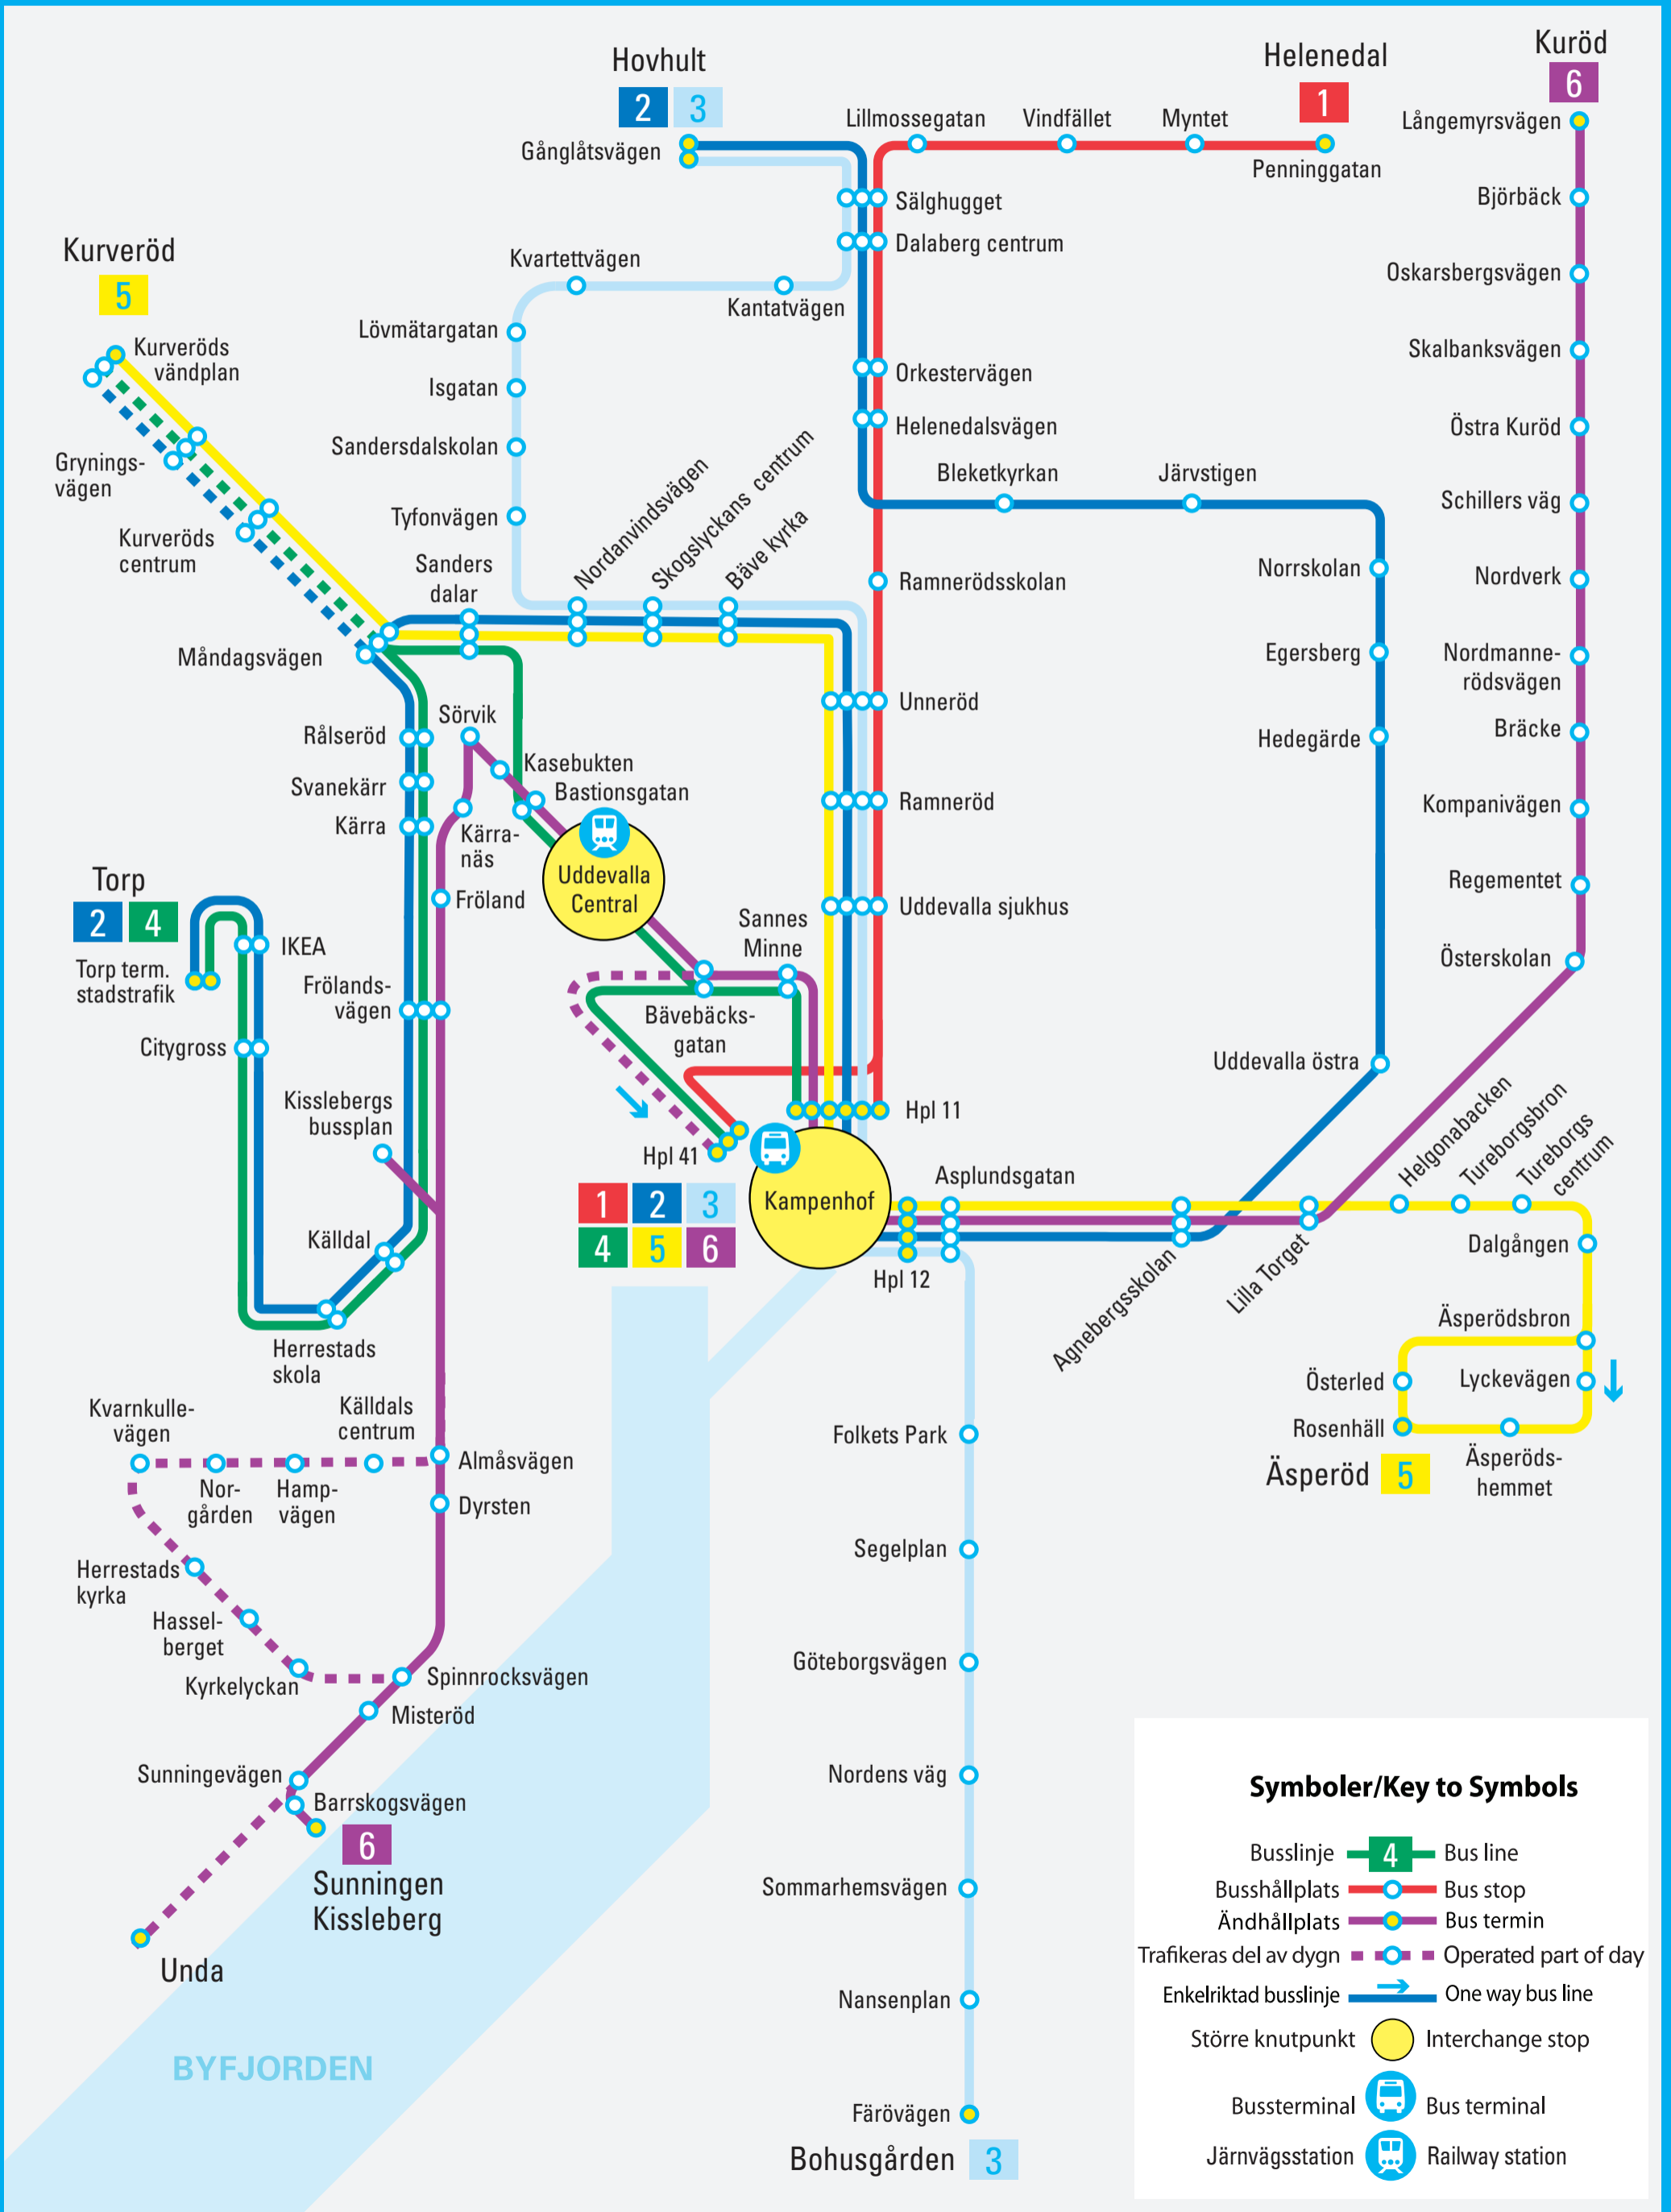 Hovhult
2 3
Gånglåtsvägen
Helenedal
1
Lillmossegatan
Vindfället
Myntet
Penninggatan
Kuröd
6
Långemyrsvägen
Björbäck
Oskarsbergsvägen
Skalbanksvägen
Östra Kuröd
Schillers väg
Nordverk
Nordmanne-
rödsvägen
Bräcke
Kompanivägen
Regementet
Österskolan
Sälghugget
Dalaberg centrum
Kvartettvägen
Kantatvägen
Lövmätargatan
Isgatan
Sandersdalskolan
Tyfonvägen
Orkestervägen
Helenedalsvägen
Bleketkyrkan
Järvstigen
Norrskolan
Egersberg
Hedegärde
Uddevalla östra
Kurveröd
5
Kurveröds
vändplan
Grynings-
vägen
Kurveröds
centrum
Måndagsvägen
Sanders
dalar
Nordanvindsvägen
Skogslyckans centrum
Bäve kyrka
Ramnerödsskolan
Unneröd
Ramneröd
Uddevalla sjukhus
Rålseröd
Svanekärr
Kärra
Sörvik
Kasebukten
Bastionsgatan
Kärra-
näs
Fröland
Uddevalla
Central
Sannes
Minne
Bävebäcks-
gatan
Torp
2 4
Torp term.
stadstrafik
IKEA
Citygross
Frölands-
vägen
Kisslebergs
bussplan
Källdal
Herrestads
skola
Hpl 11
Hpl 41
1 2 3
4 5 6
Kampenhof
Asplundsgatan
Hpl 12
Agnebergsskolan
Lilla Torget
Helgonabacken
Tureborgsbron
Tureborgs
centrum
Dalgången
Äsperödsbron
Lyckevägen
Österled
Rosenhäll
Äsperöds-
hemmet
Äsperöd 5
Kvarnkulle-
vägen
Nor-
gården
Hamp-
vägen
Källdals
centrum
Almåsvägen
Dyrsten
Herrestads
kyrka
Hassel-
berget
Kyrkelyckan
Spinnrocksvägen
Misteröd
Sunningevägen
Barrskogsvägen
6
Sunningen
Kissleberg
Unda
BYFJORDEN
Folkets Park
Segelplan
Göteborgsvägen
Nordens väg
Sommarhemsvägen
Nansenplan
Färövägen
Bohusgården 3
Symboler/Key to Symbols
Busslinje 4 Bus line
Busshållplats Bus stop
Ändhållplats Bus termin
Trafikeras del av dygn Operated part of day
Enkelriktad busslinje One way bus line
Större knutpunkt Interchange stop
Bussterminal Bus terminal
Järnvägsstation Railway station